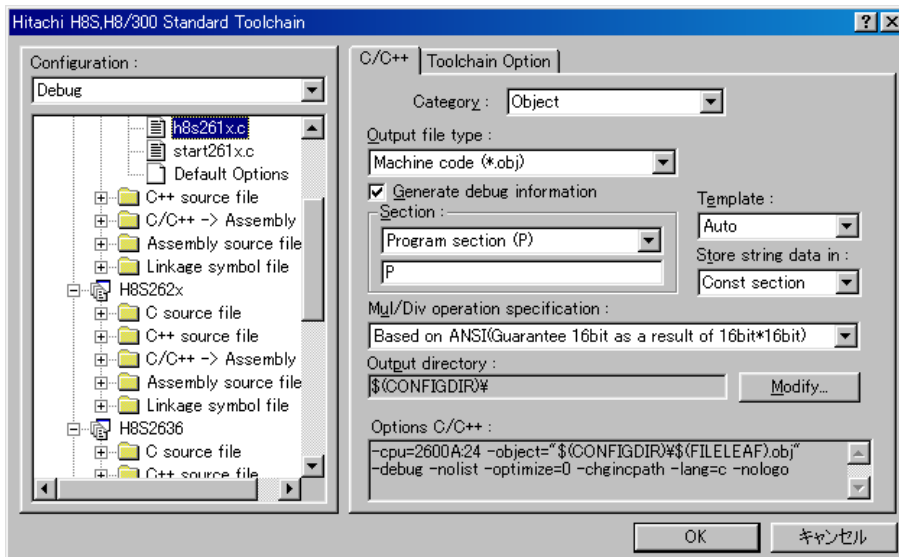 Hitachi H8S,H8/300 Standard Toolchain
Configuration :
Debug
h8s261x.c
start261x.c
Default Options
C++ source file
C/C++ -> Assembly
Assembly source file
Linkage symbol file
H8S262x
C source file
C++ source file
C/C++ -> Assembly
Assembly source file
Linkage symbol file
H8S2636
C source file
C++ source file
C/C++
Toolchain Option
Category :
Object
Output file type :
Machine code (*.obj)
Generate debug information
Section :
Program section (P)
P
Template :
Auto
Store string data in :
Const section
Mul/Div operation specification :
Based on ANSI(Guarantee 16bit as a result of 16bit*16bit)
Output directory :
$(CONFIGDIR)¥
Modify...
Options C/C++ :
-cpu=2600A:24 -object="$(CONFIGDIR)¥$(FILELEAF).obj"
-debug -nolist -optimize=0 -chgincpath -lang=c -nologo
OK
キャンセル